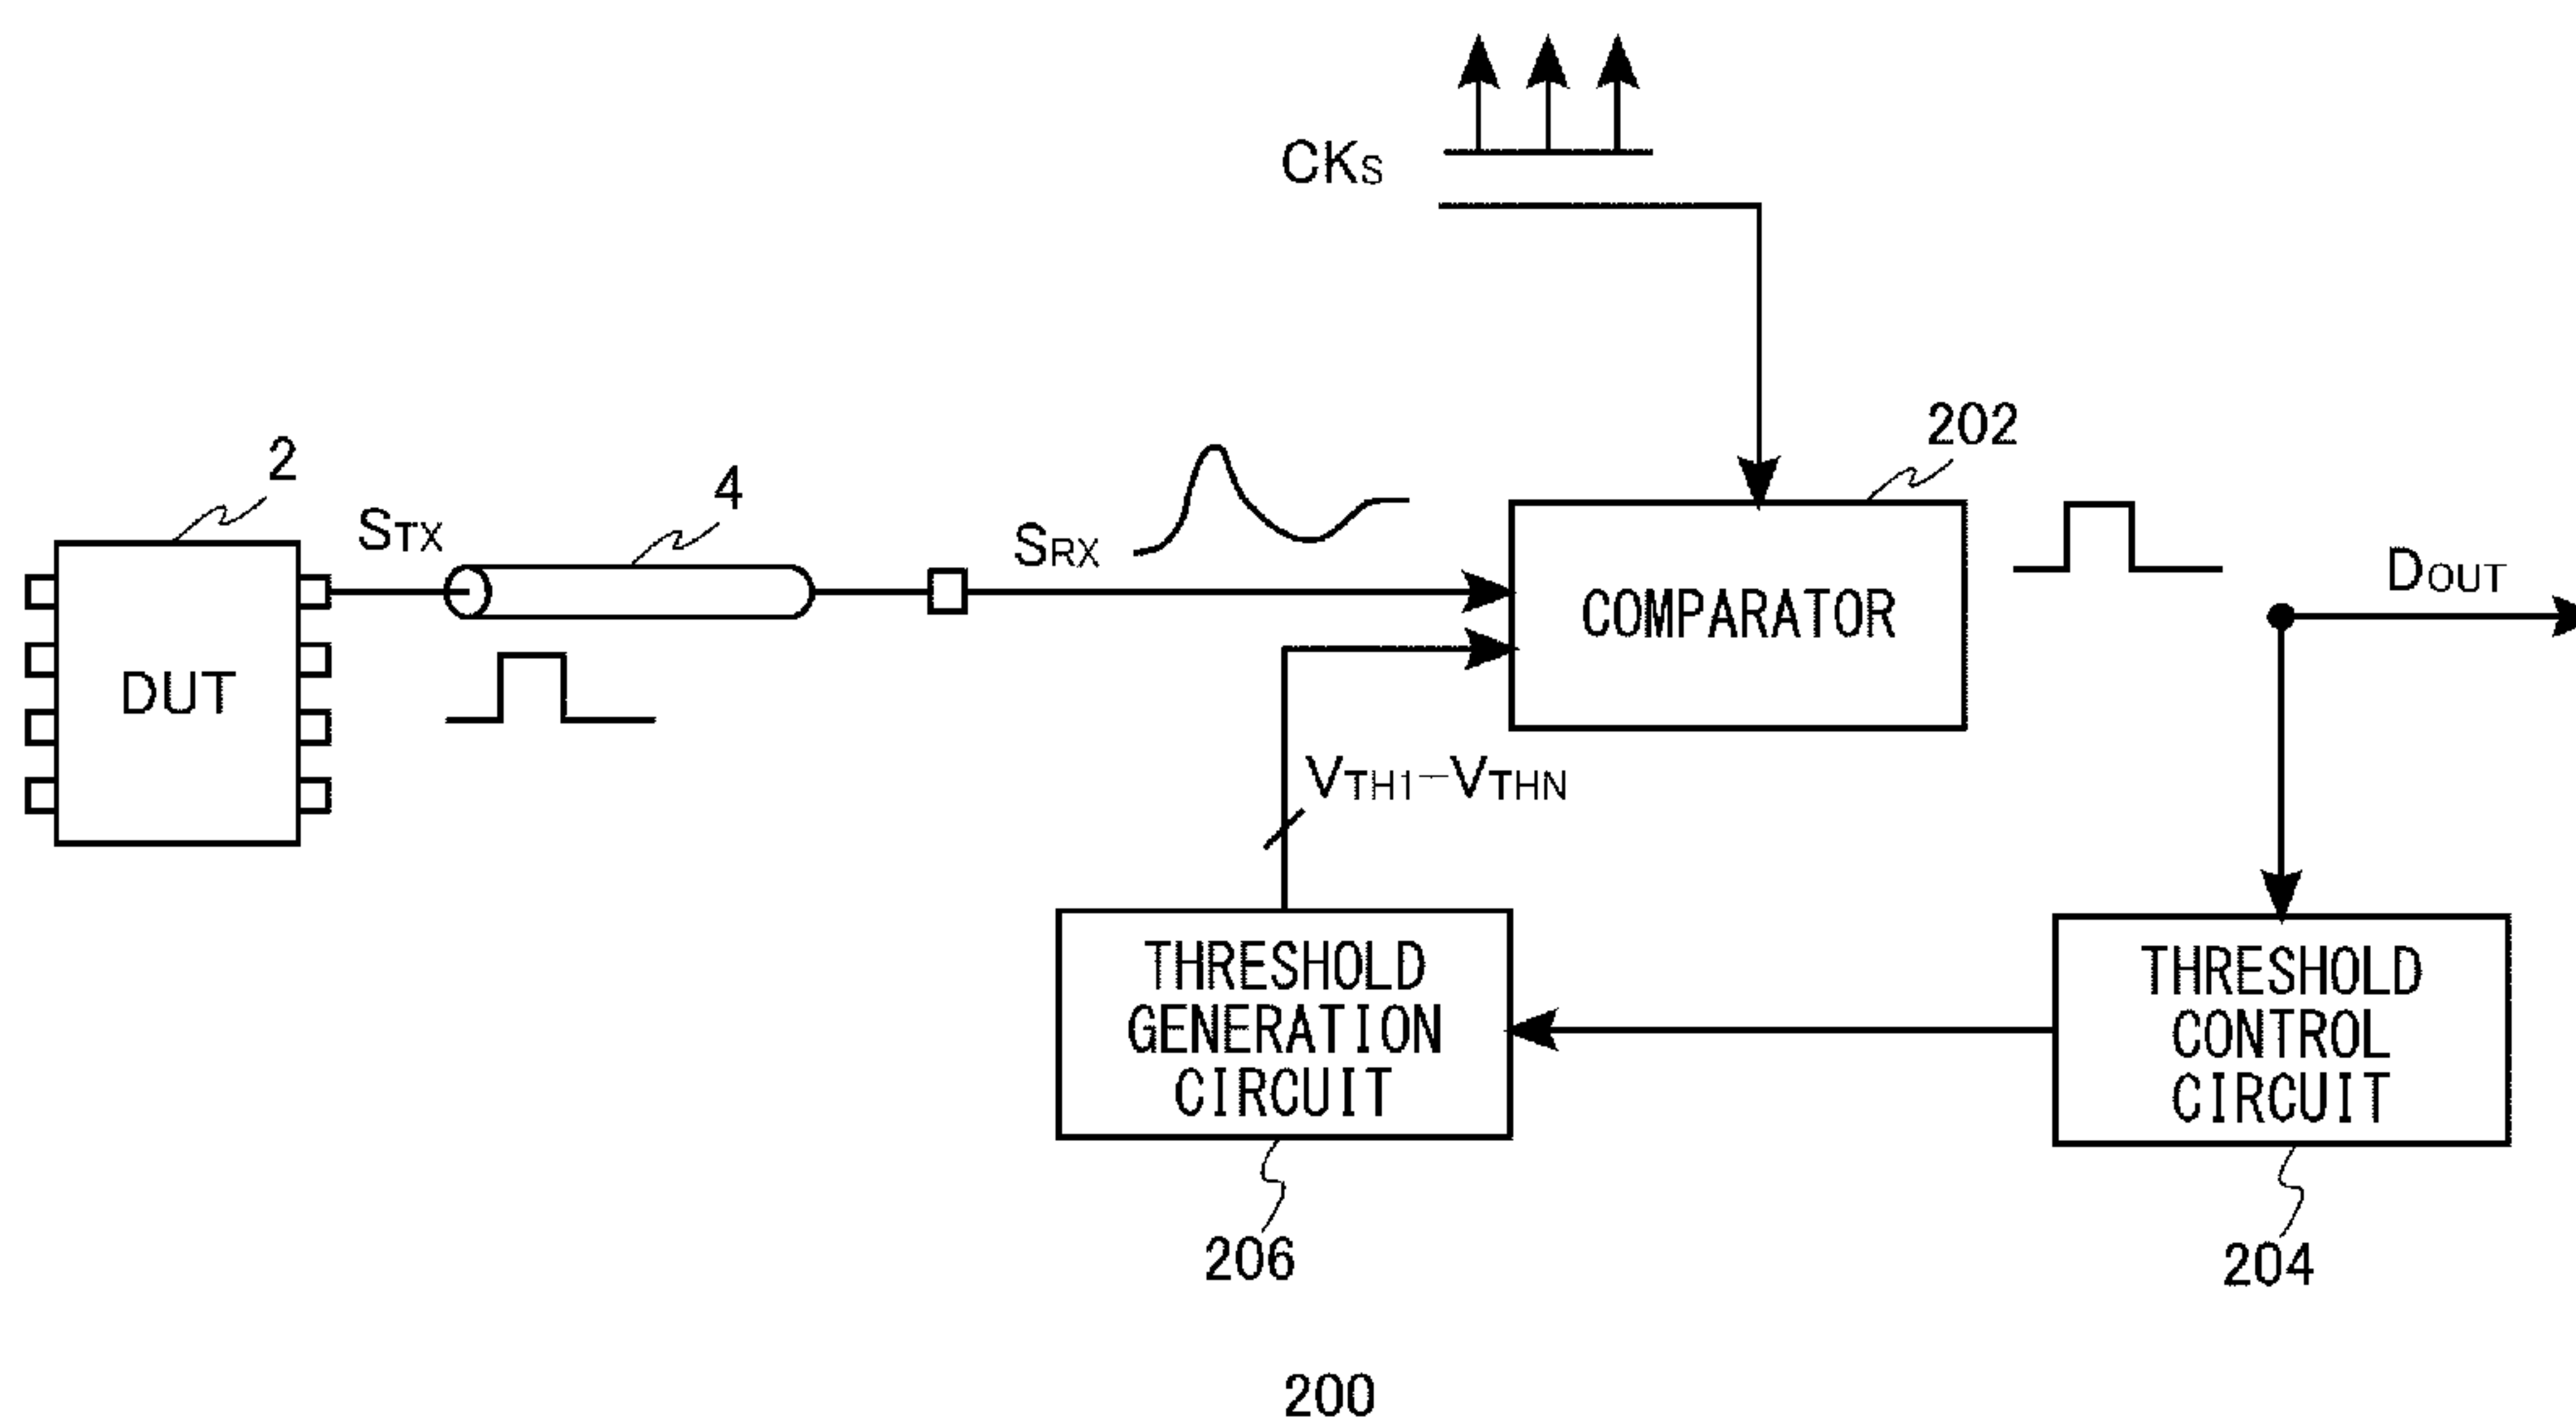 CKS
202
2
4
STX
SRX
DOUT
COMPARATOR
DUT
VTH1-VTHN
THRESHOLD
GENERATION
CIRCUIT
THRESHOLD
CONTROL
CIRCUIT
206
204
200